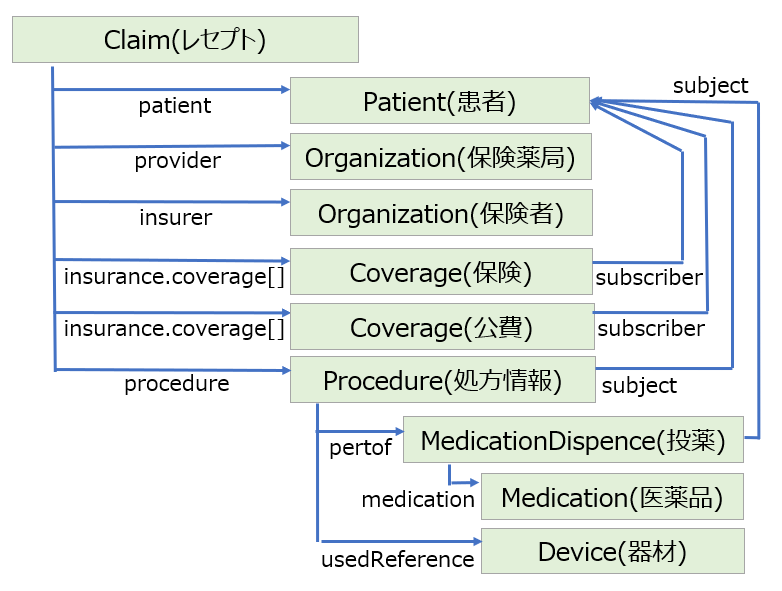 Claim(レセプト)
subject
patient
Patient(患者)
provider
Organization(保険薬局)
insurer
Organization(保険者)
insurance.coverage[]
Coverage(保険)
subscriber
insurance.coverage[]
Coverage(公費)
subscriber
procedure
Procedure(処方情報)
subject
pertof
MedicationDispence(投薬)
medication
Medication(医薬品)
usedReference
Device(器材)